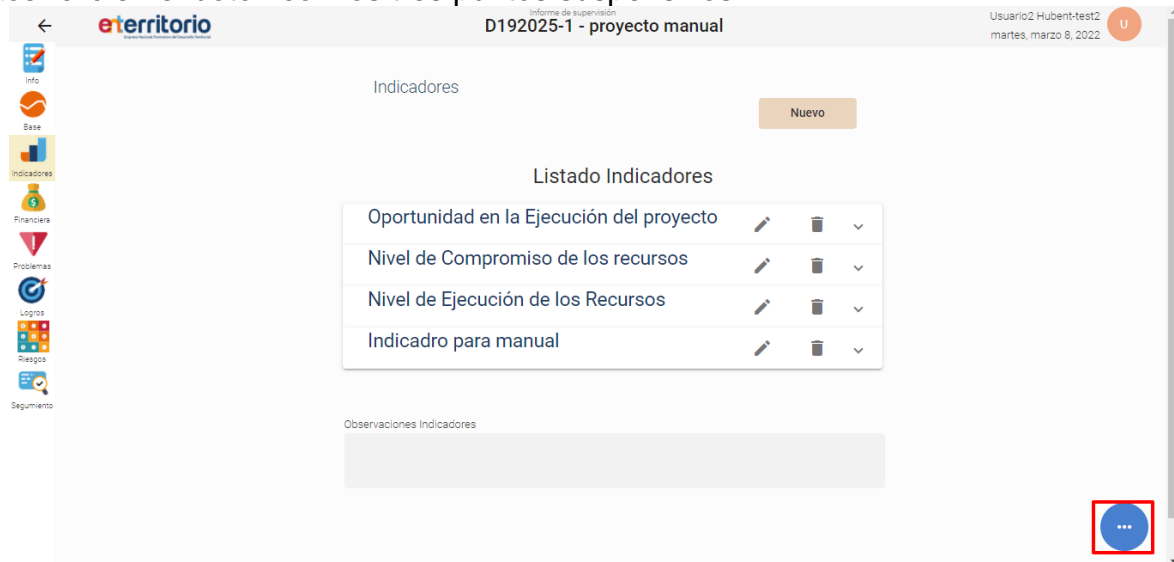 Informe de supervisión
eterritorio
D192025-1 - proyecto manual
Usuario2 Hubent-test2
martes, marzo 8, 2022
U
Info
Base
Indicadores
Financiera
Problemas
Logros
Riesgos
Segumiento
Indicadores
Nuevo
Listado Indicadores
Oportunidad en la Ejecución del proyecto
Nivel de Compromiso de los recursos
Nivel de Ejecución de los Recursos
Indicadro para manual
Observaciones Indicadores